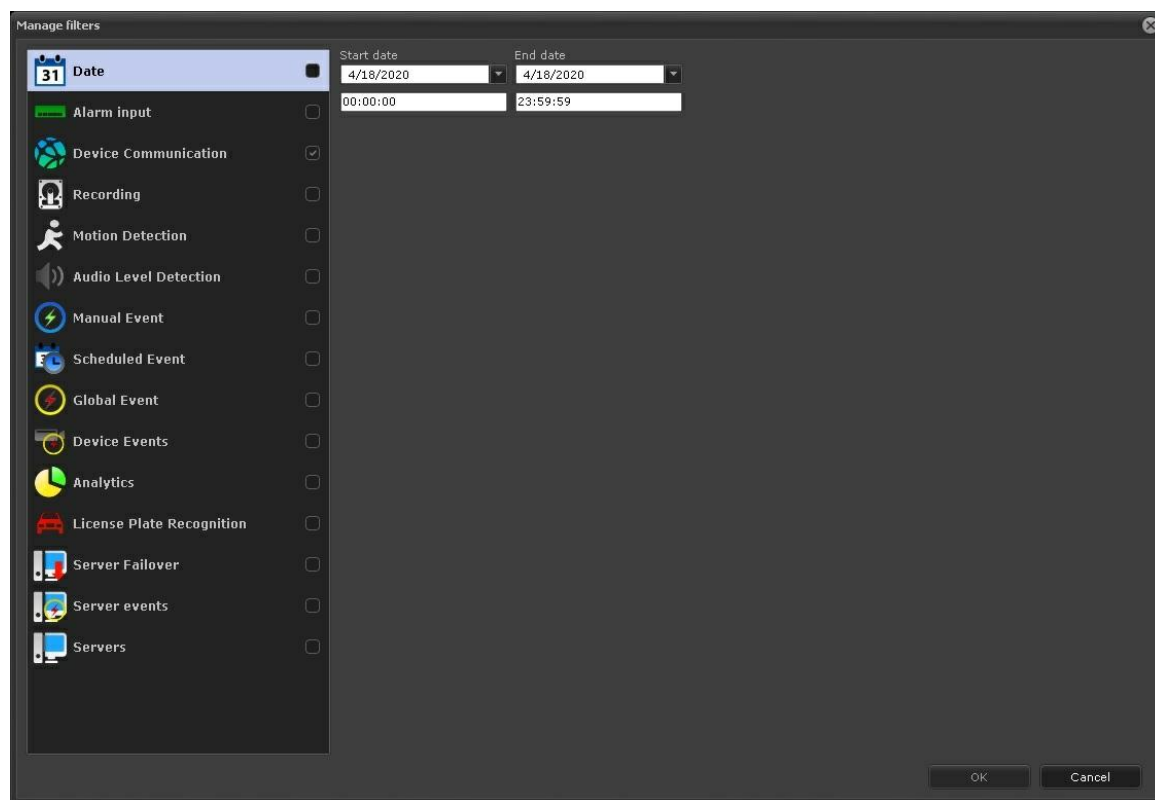 Manage filters
Start date End date
31 Date 4/18/2020 4/18/2020
Alarm input 00:00:00 23:59:59
Device Communication
Recording
Motion Detection
Audio Level Detection
Manual Event
Scheduled Event
Global Event
Device Events
Analytics
License Plate Recognition
Server Failover
Server events
Servers
OK Cancel